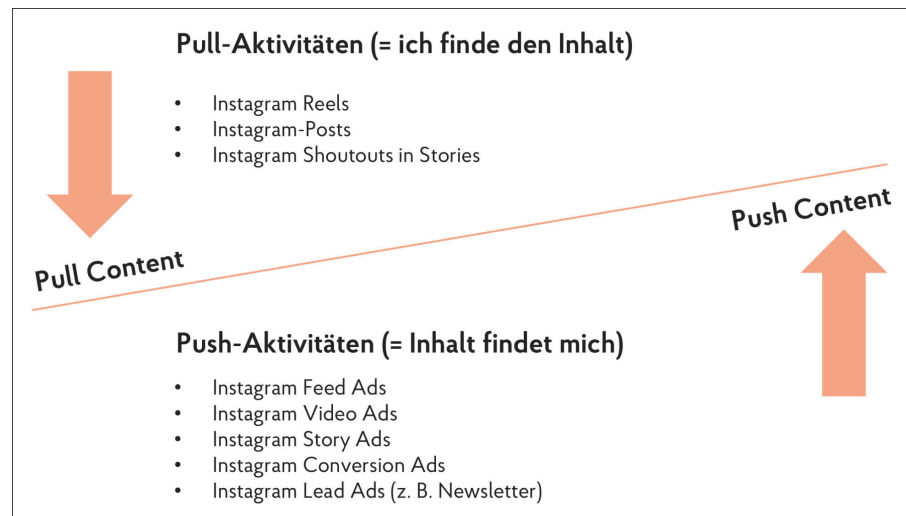 Pull-Aktivitäten (= ich finde den Inhalt)
• Instagram Reels
• Instagram-Posts
• Instagram Shoutouts in Stories
Pull Content
Push Content
Push-Aktivitäten (= Inhalt findet mich)
• Instagram Feed Ads
• Instagram Video Ads
• Instagram Story Ads
• Instagram Conversion Ads
• Instagram Lead Ads (z. B. Newsletter)